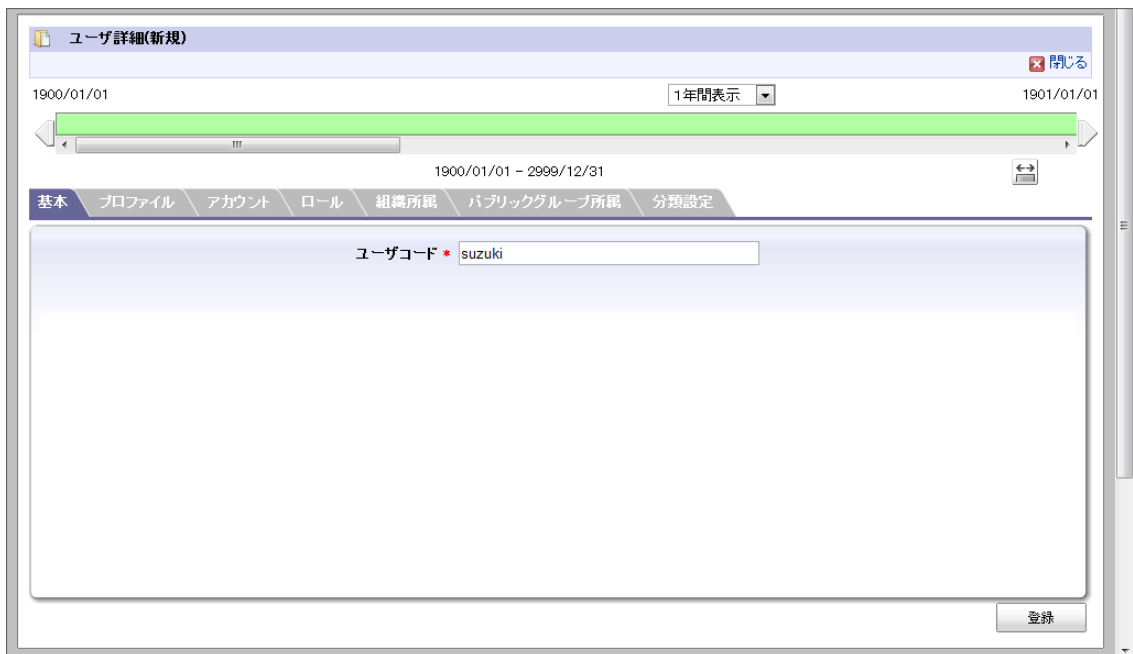 ユーザ詳細(新規)
閉じる
1900/01/01 1年間表示 1901/01/01
1900/01/01 - 2999/12/31
基本 プロファイル アカウント ロール 組織所属 パブリックグループ所属 分類設定
ユーザコード * suzuki
登録